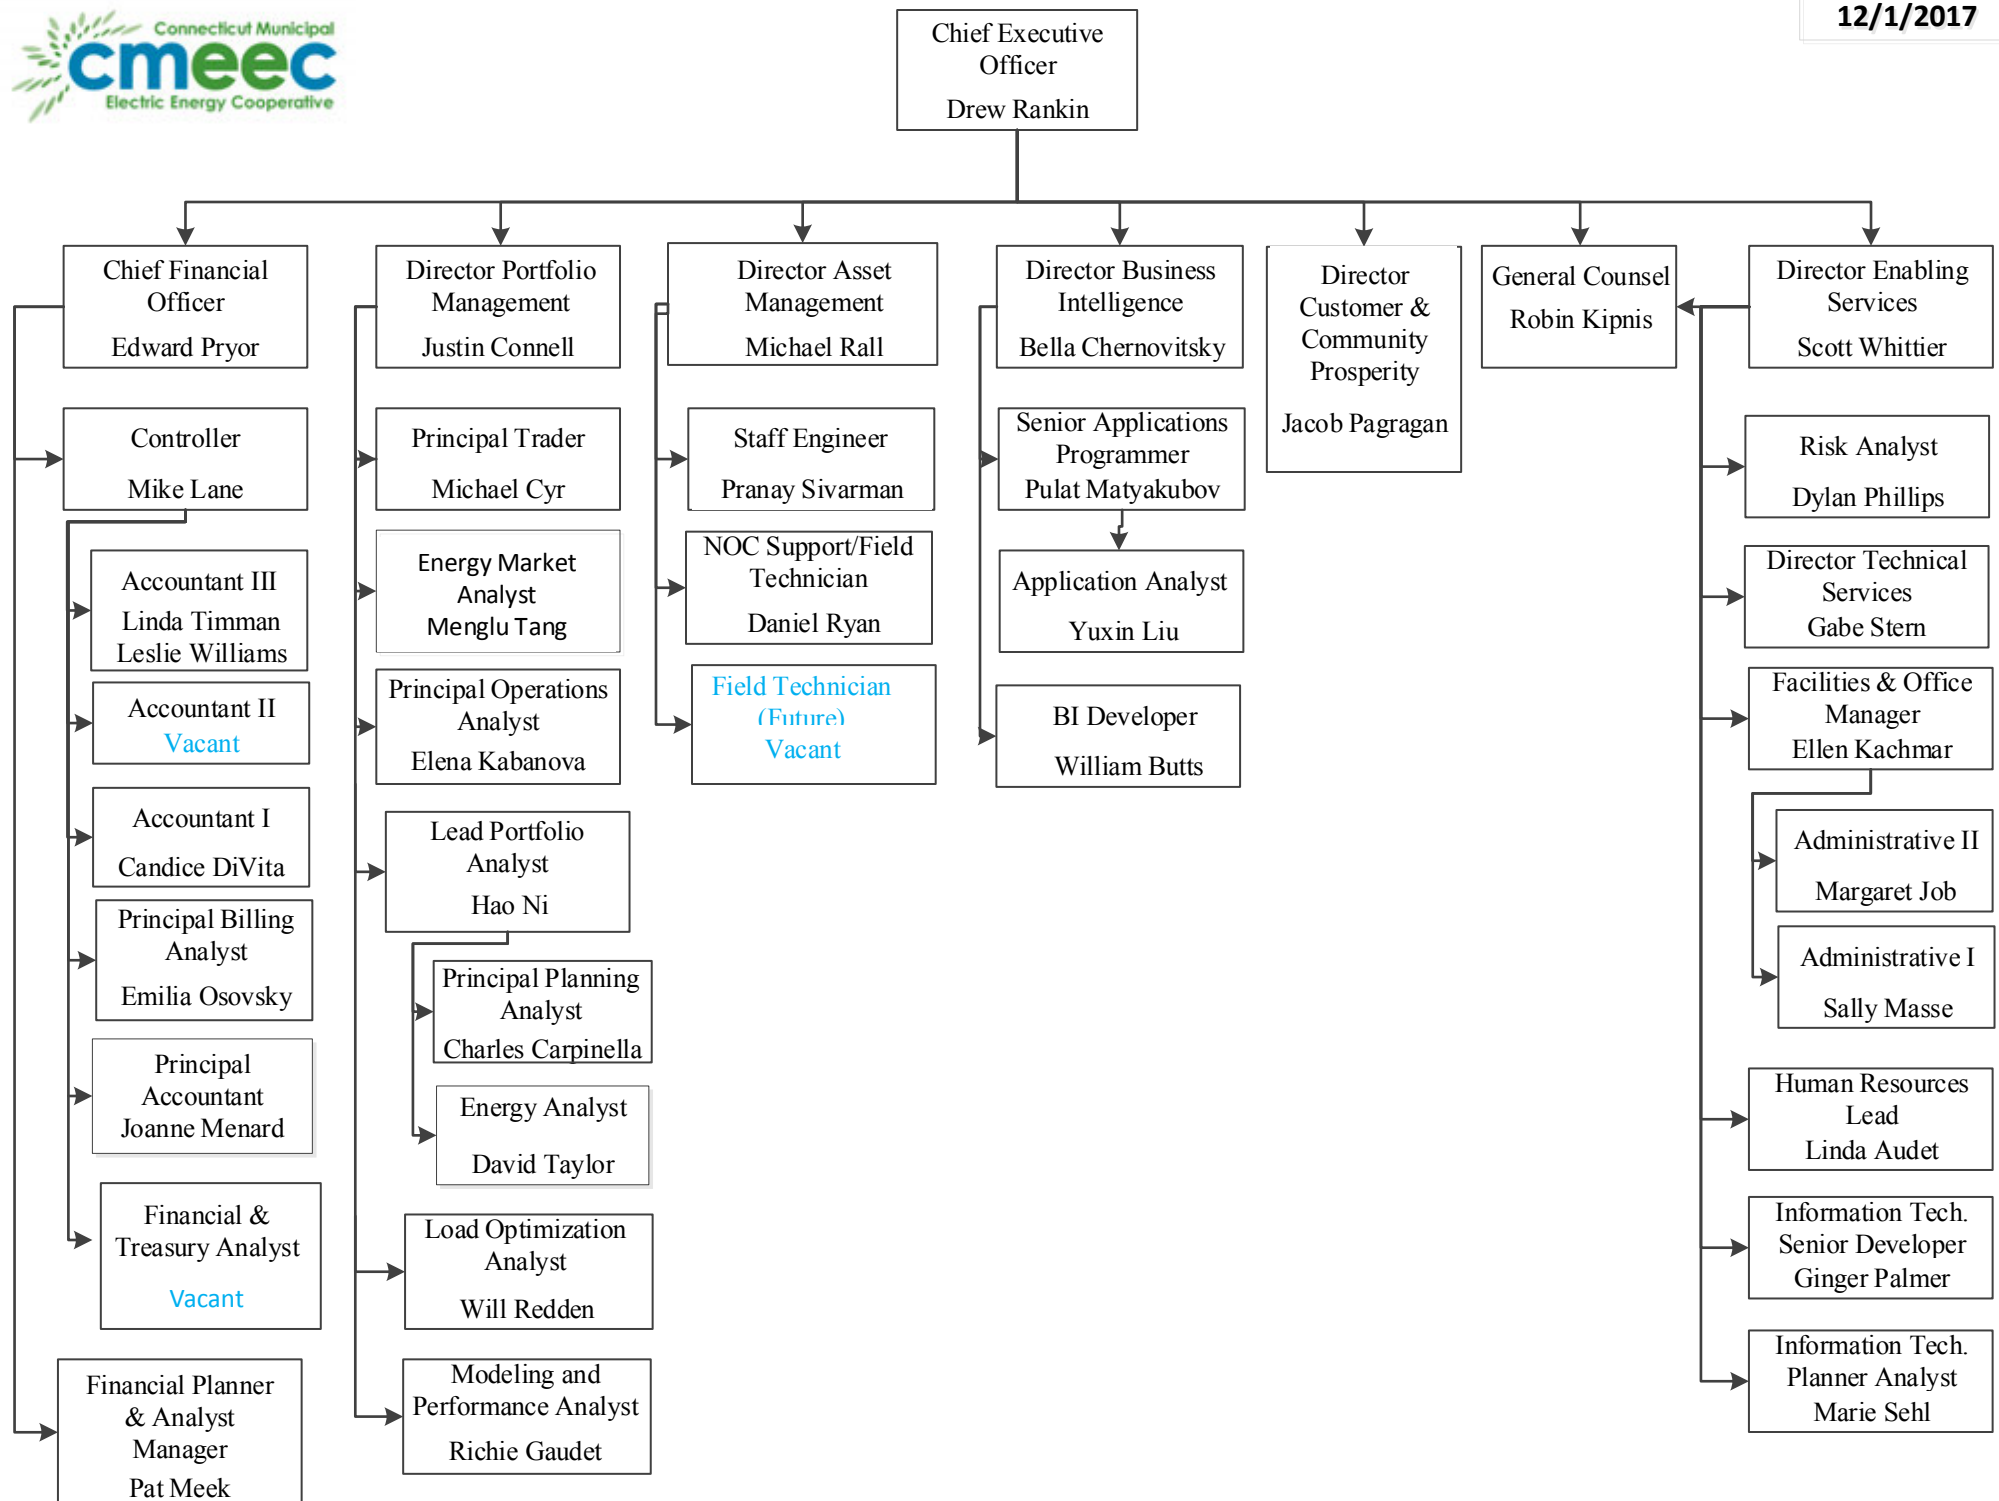 Connecticut Municipal
cmeec
Electric Energy Cooperative
12/1/2017
Chief Executive
Officer
Drew Rankin
Chief Financial
Officer
Edward Pryor
Controller
Mike Lane
Accountant III
Linda Timman
Leslie Williams
Accountant II
Vacant
Accountant I
Candice DiVita
Principal Billing
Analyst
Emilia Osovsky
Principal
Accountant
Joanne Menard
Financial &
Treasury Analyst
Vacant
Financial Planner
& Analyst
Manager
Pat Meek
Director Portfolio
Management
Justin Connell
Principal Trader
Michael Cyr
Energy Market
Analyst
Menglu Tang
Principal Operations
Analyst
Elena Kabanova
Lead Portfolio
Analyst
Hao Ni
Principal Planning
Analyst
Charles Carpinella
Energy Analyst
David Taylor
Load Optimization
Analyst
Will Redden
Modeling and
Performance Analyst
Richie Gaudet
Director Asset
Management
Michael Rall
Staff Engineer
Pranay Sivarman
NOC Support/Field
Technician
Daniel Ryan
Field Technician
(Future)
Vacant
Director Business
Intelligence
Bella Chernovitsky
Senior Applications
Programmer
Pulat Matyakubov
Application Analyst
Yuxin Liu
BI Developer
William Butts
Director
Customer &
Community
Prosperity
Jacob Pagragan
General Counsel
Robin Kipnis
Director Enabling
Services
Scott Whittier
Risk Analyst
Dylan Phillips
Director Technical
Services
Gabe Stern
Facilities & Office
Manager
Ellen Kachmar
Administrative II
Margaret Job
Administrative I
Sally Masse
Human Resources
Lead
Linda Audet
Information Tech.
Senior Developer
Ginger Palmer
Information Tech.
Planner Analyst
Marie Sehl